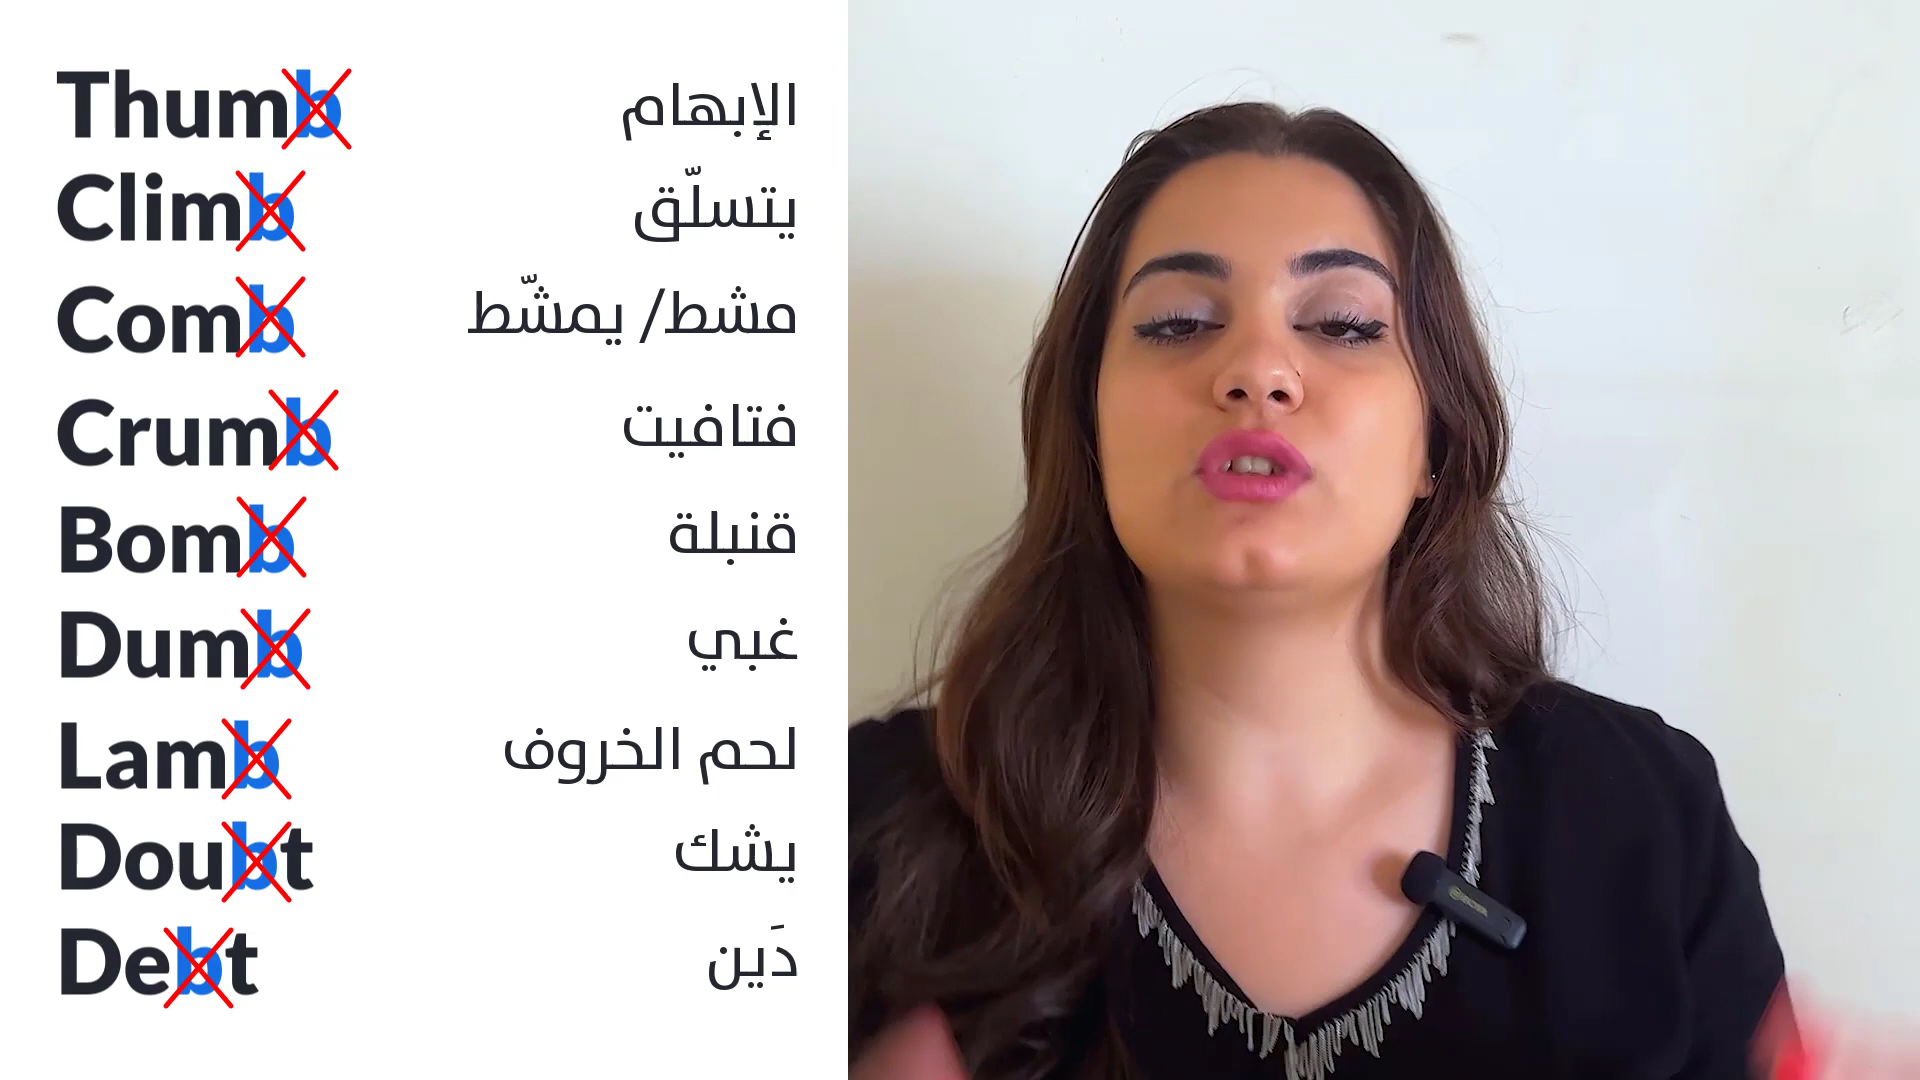 Thumb الإبهام
Climb يتسلّق
Comb مشط/ يمشّط
Crumb فتافيت
Bomb قنبلة
Dumb غبي
Lamb لحم الخروف
Doubt يشك
Debt دَين